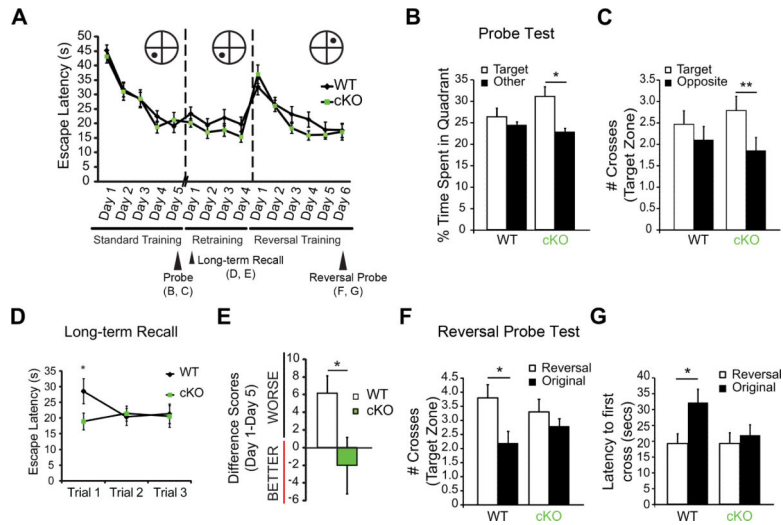 A
Escape Latency (s)
50
45
40
35
30
25
20
15
10
5
0
WT
cKO
Day 1
Day 2
Day 3
Day 4
Day 5
Day 1
Day 2
Day 3
Day 4
Day 1
Day 2
Day 3
Day 4
Day 5
Day 6
Standard Training
Retraining
Reversal Training
Probe
(B, C)
Long-term Recall
(D, E)
Reversal Probe
(F, G)
B
Probe Test
% Time Spent in Quadrant
35
30
25
20
15
10
5
0
Target
Other
*
WT
cKO
C
# Crosses
(Target Zone)
4.0
3.5
3.0
2.5
2.0
1.5
1.0
0.5
0
Target
Opposite
**
WT
cKO
D
Long-term Recall
Escape Latency (s)
35
30
25
20
15
10
5
0
*
WT
cKO
Trial 1
Trial 2
Trial 3
E
Difference Scores
(Day 1-Day 5)
BETTER
WORSE
10
8
6
4
2
0
-2
-4
-6
*
WT
cKO
F
Reversal Probe Test
# Crosses
(Target Zone)
5.0
4.5
4.0
3.5
3.0
2.5
2.0
1.5
1.0
0.5
0
Reversal
Original
*
WT
cKO
G
Latency to first
cross (secs)
45
40
35
30
25
20
15
10
5
0
Reversal
Original
*
WT
cKO